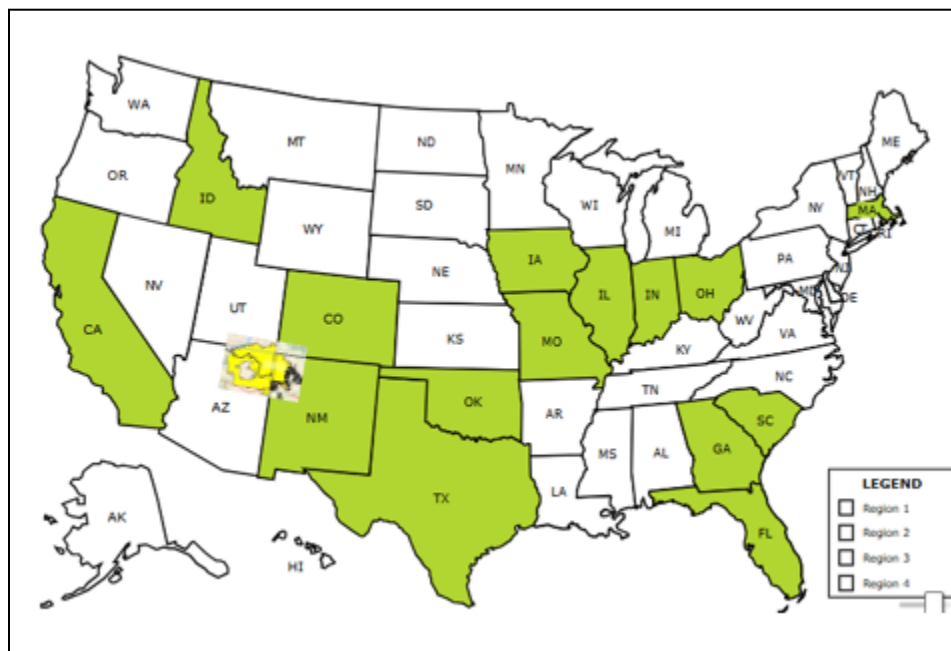 WA
MT
ND
MN
ME
OR
ID
SD
WI
VT
NH
NY
MA
CT
RI
WY
MI
IA
PA
NE
NV
UT
IL
IN
OH
NJ
MD
DE
CA
CO
KS
MO
WV
VA
KY
NC
TN
AZ
NM
OK
AR
SC
MS
AL
GA
TX
LA
FL
AK
HI
LEGEND
Region 1
Region 2
Region 3
Region 4